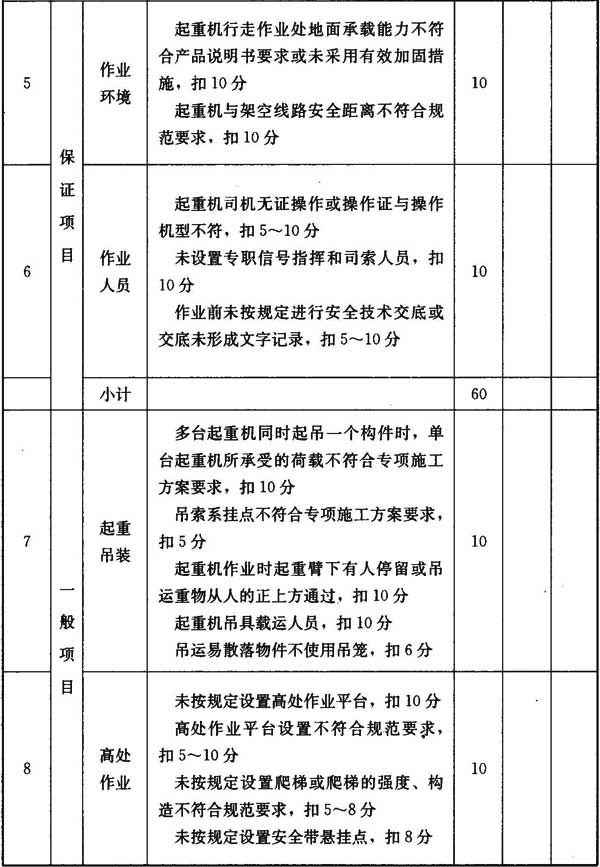 5
保证项目
作业
环境
起重机行走作业处地面承载能力不符
合产品说明书要求或未采用有效加固措
施，扣10分
起重机与架空线路安全距离不符合规
范要求，扣10分
10
6
作业
人员
起重机司机无证操作或操作证与操作
机型不符，扣5～10分
未设置专职信号指挥和司索人员，扣
10分
作业前未按规定进行安全技术交底或
交底未形成文字记录，扣5～10分
10
小计
60
7
一般项目
起重
吊装
多台起重机同时起吊一个构件时，单
台起重机所承受的荷载不符合专项施工
方案要求，扣10分
吊索系挂点不符合专项施工方案要求，
扣5分
起重机作业时起重臂下有人停留或吊
运重物从人的正上方通过，扣10分
起重机吊具载运人员，扣10分
吊运易散落物件不使用吊笼，扣6分
10
8
高处
作业
未按规定设置高处作业平台，扣10分
高处作业平台设置不符合规范要求，
扣5～10分
未按规定设置爬梯或爬梯的强度、构
造不符合规范要求，扣5～8分
未按规定设置安全带悬挂点，扣8分
10